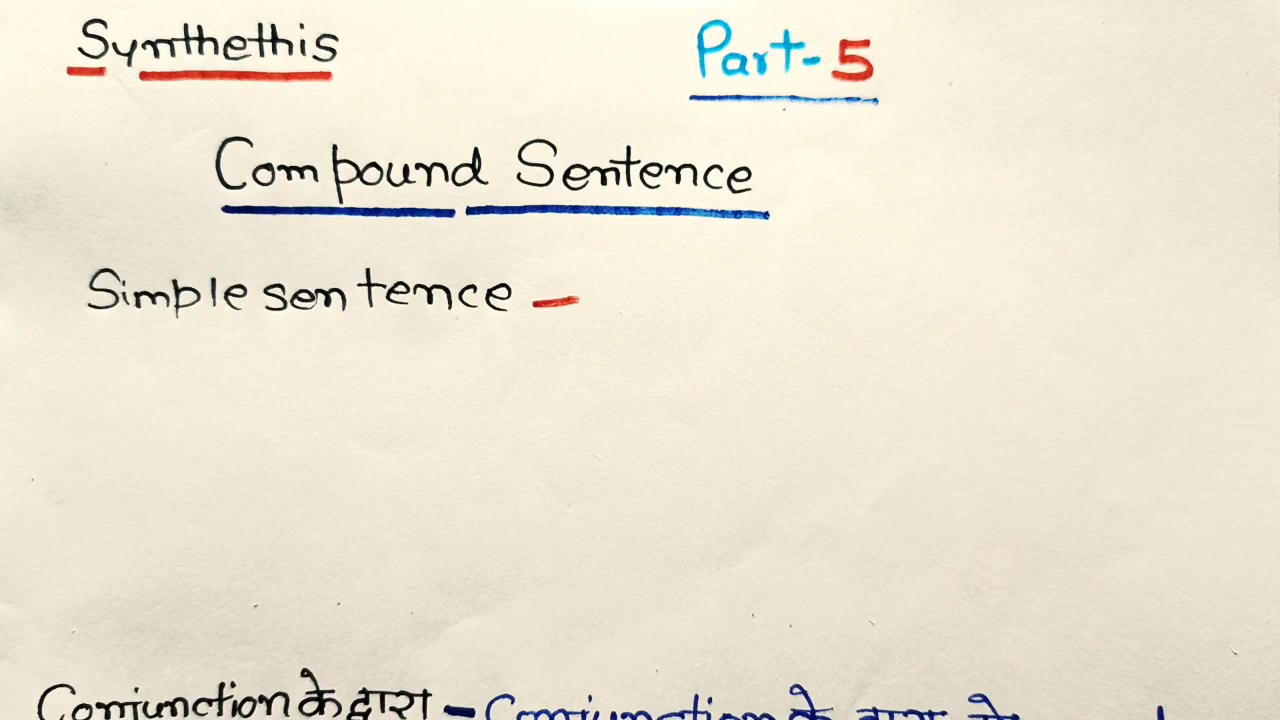 Synthethis Part-5
Compound Sentence
Simple sentence -
Conjunction के द्वारा - Conjunction के द्वारा